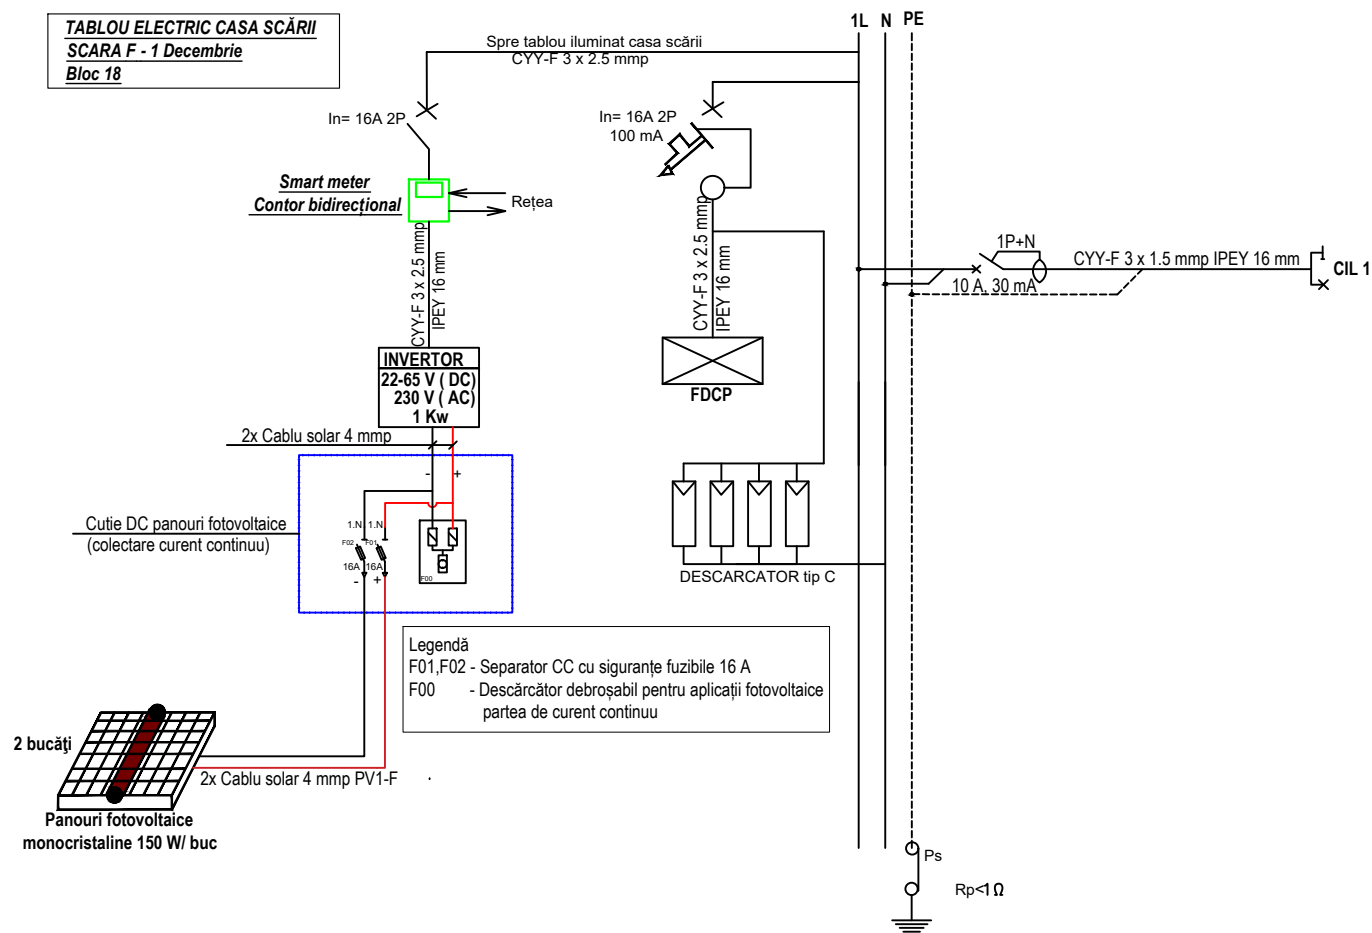 TABLOU ELECTRIC CASA SCĂRII
SCARA F - 1 Decembrie
Bloc 18
1L N PE
Spre tablou iluminat casa scării
CYY-F 3 x 2.5 mmp
In= 16A 2P
In= 16A 2P
100 mA
Smart meter
Contor bidirecțional
Rețea
CYY-F 3 x 2.5 mmp
IPEY 16 mm
CYY-F 3 x 2.5 mmp
IPEY 16 mm
1P+N
10 A, 30 mA
CYY-F 3 x 1.5 mmp IPEY 16 mm
CIL 1
INVERTOR
22-65 V ( DC)
230 V ( AC)
1 Kw
FDCP
2x Cablu solar 4 mmp
- +
Cutie DC panouri fotovoltaice
(colectare curent continuu)
1.N 1.N
F02 F01
16A 16A
- +
F00
DESCARCATOR tip C
Legendă
F01,F02 - Separator CC cu siguranțe fuzibile 16 A
F00 - Descărcător debroșabil pentru aplicații fotovoltaice
partea de curent continuu
2 bucăţi
2x Cablu solar 4 mmp PV1-F
Panouri fotovoltaice
monocristaline 150 W/ buc
Ps
Rp<1Ω